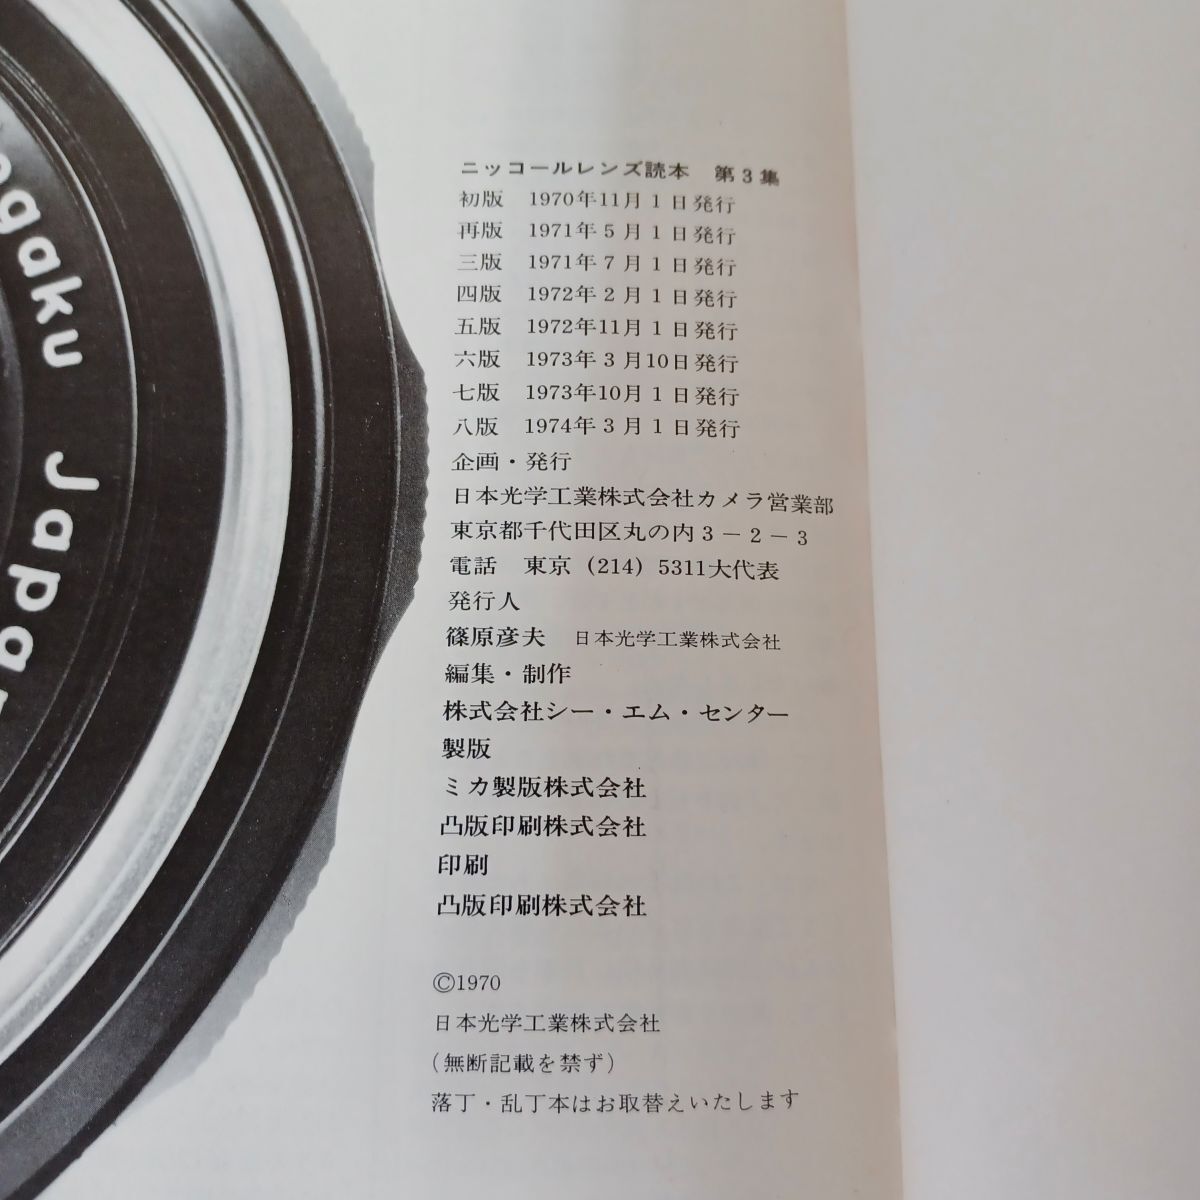 ogaku Japan
ニッコールレンズ読本 第3集
初版 1970年11月1日発行
再版 1971年5月1日発行
三版 1971年7月1日発行
四版 1972年2月1日発行
五版 1972年11月1日発行
六版 1973年3月10日発行
七版 1973年10月1日発行
八版 1974年3月1日発行
企画・発行
日本光学工業株式会社カメラ営業部
東京都千代田区丸の内3-2-3
電話 東京 (214) 5311大代表
発行人
篠原彦夫 日本光学工業株式会社
編集・制作
株式会社シー・エム・センター
製版
ミカ製版株式会社
凸版印刷株式会社
印刷
凸版印刷株式会社
©1970
日本光学工業株式会社
(無断記載を禁ず)
落丁・乱丁本はお取替えいたします